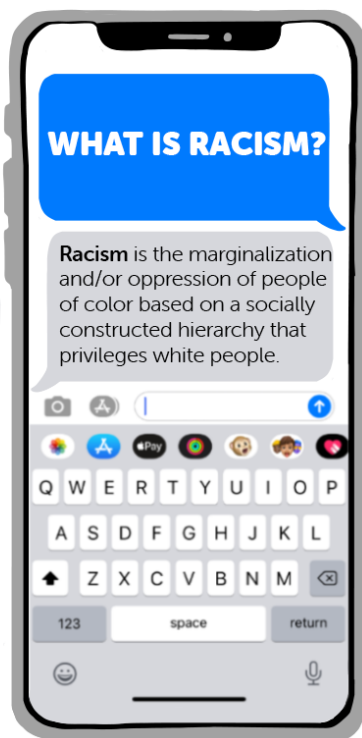 WHAT IS RACISM?
Racism is the marginalization
and/or oppression of people
of color based on a socially
constructed hierarchy that
privileges white people.
Pay
Q W E R T Y U I O P
A S D F G H J K L
Z X C V B N M
123 space return